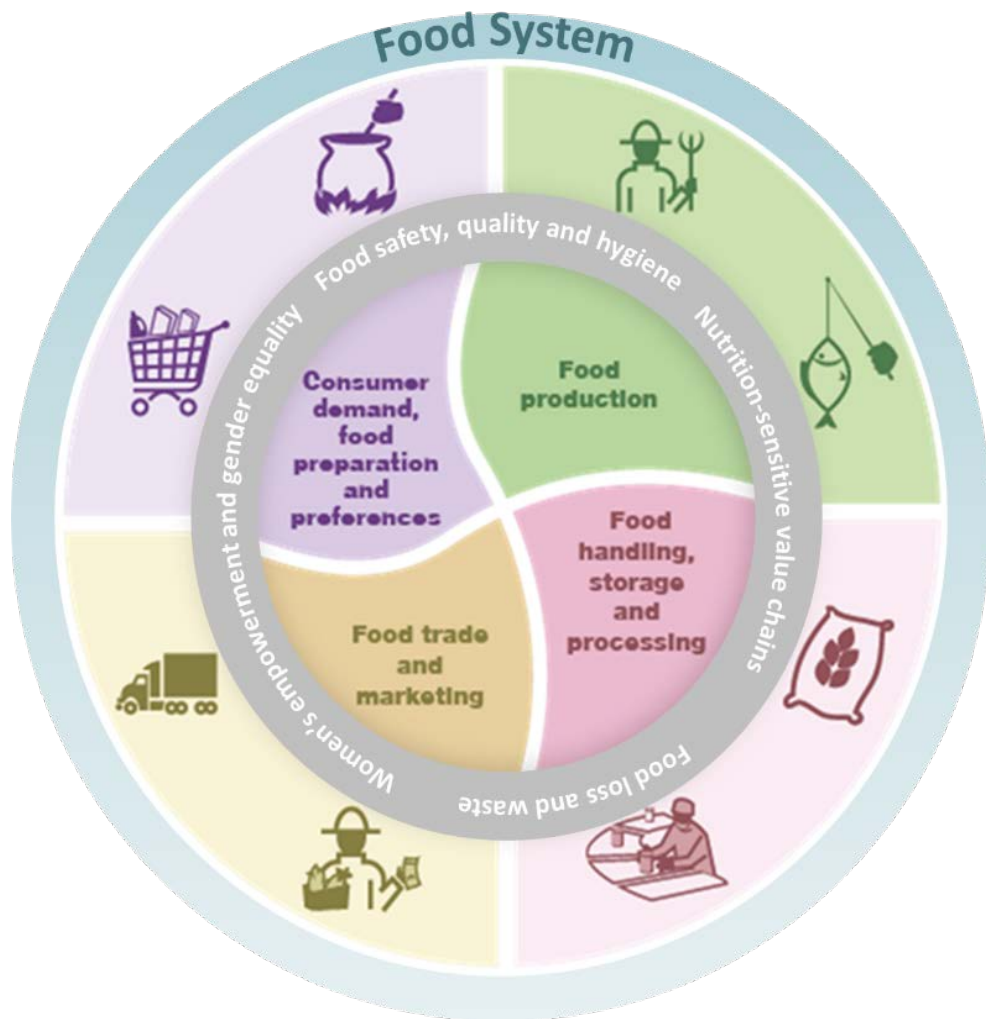 Food System
Food safety, quality and hygiene
Nutrition-sensitive value chains
Food loss and waste
Women's empowerment and gender equality
Consumer
demand,
food
preparation
and
preferences
Food
production
Food
handling,
storage
and
processing
Food trade
and
marketing